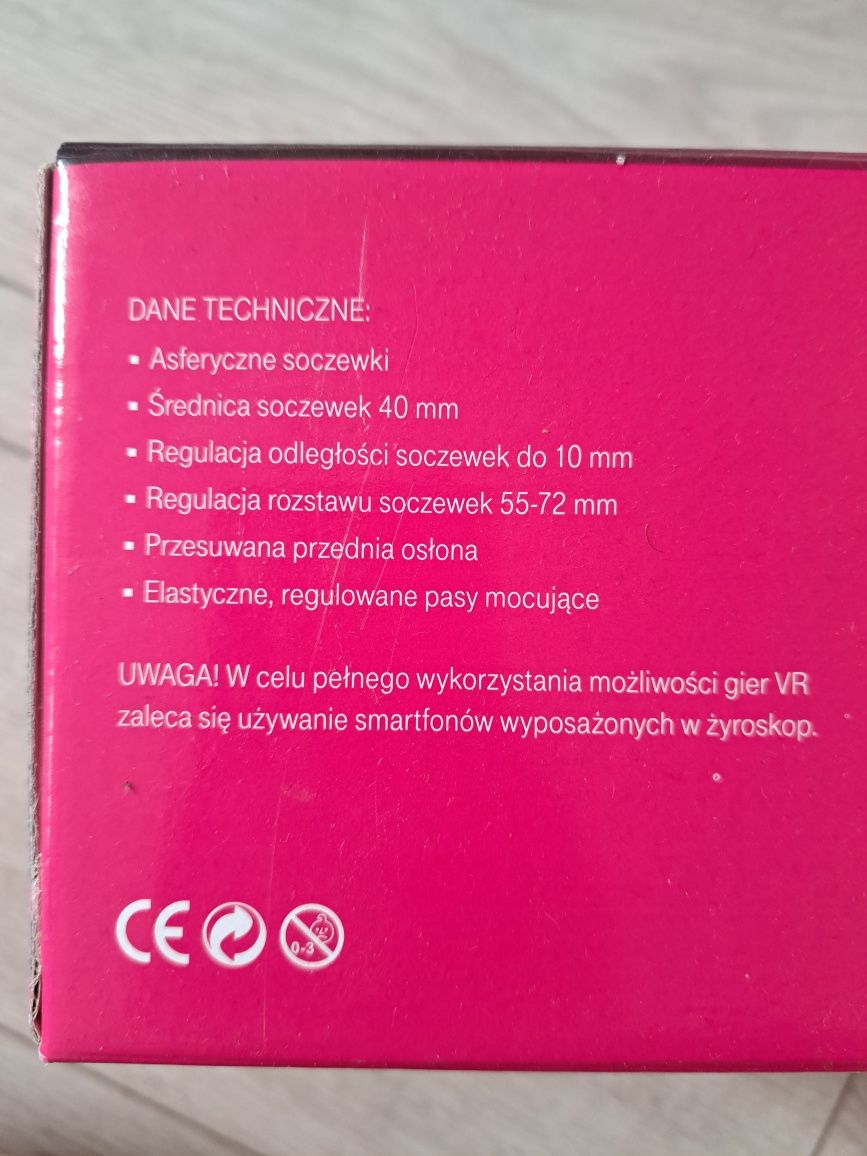 DANE TECHNICZNE:
▪ Asferyczne soczewki
▪ Średnica soczewek 40 mm
▪ Regulacja odległości soczewek do 10 mm
▪ Regulacja rozstawu soczewek 55-72 mm
▪ Przesuwana przednia osłona
▪ Elastyczne, regulowane pasy mocujące
UWAGA! W celu pełnego wykorzystania możliwości gier VR
zaleca się używanie smartfonów wyposażonych w żyroskop.
CE 0-3